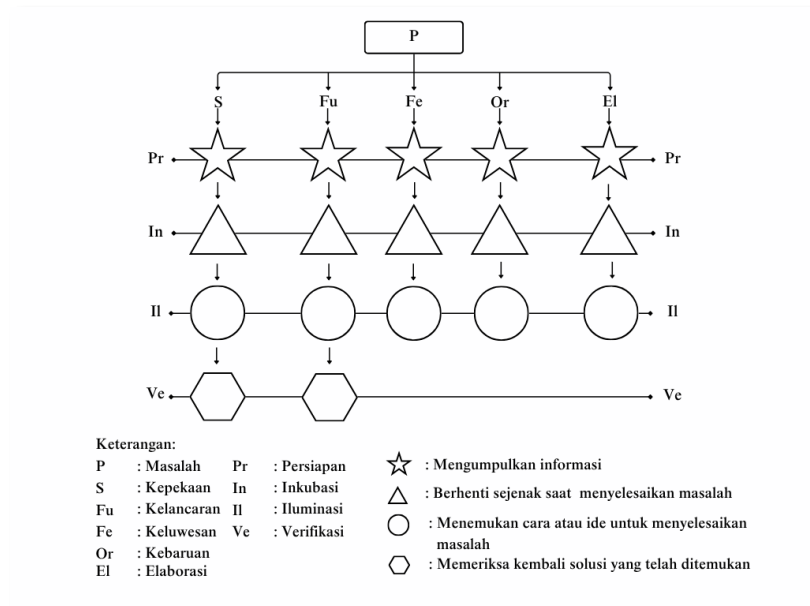 P
S Fu Fe Or El
Pr Pr
In In
Il Il
Ve Ve
Keterangan:
P : Masalah Pr : Persiapan
S : Kepekaan In : Inkubasi
Fu : Kelancaran Il : Iluminasi
Fe : Keluwesan Ve : Verifikasi
Or : Kebaruan
El : Elaborasi
: Mengumpulkan informasi
: Berhenti sejenak saat menyelesaikan masalah
: Menemukan cara atau ide untuk menyelesaikan
masalah
: Memeriksa kembali solusi yang telah ditemukan